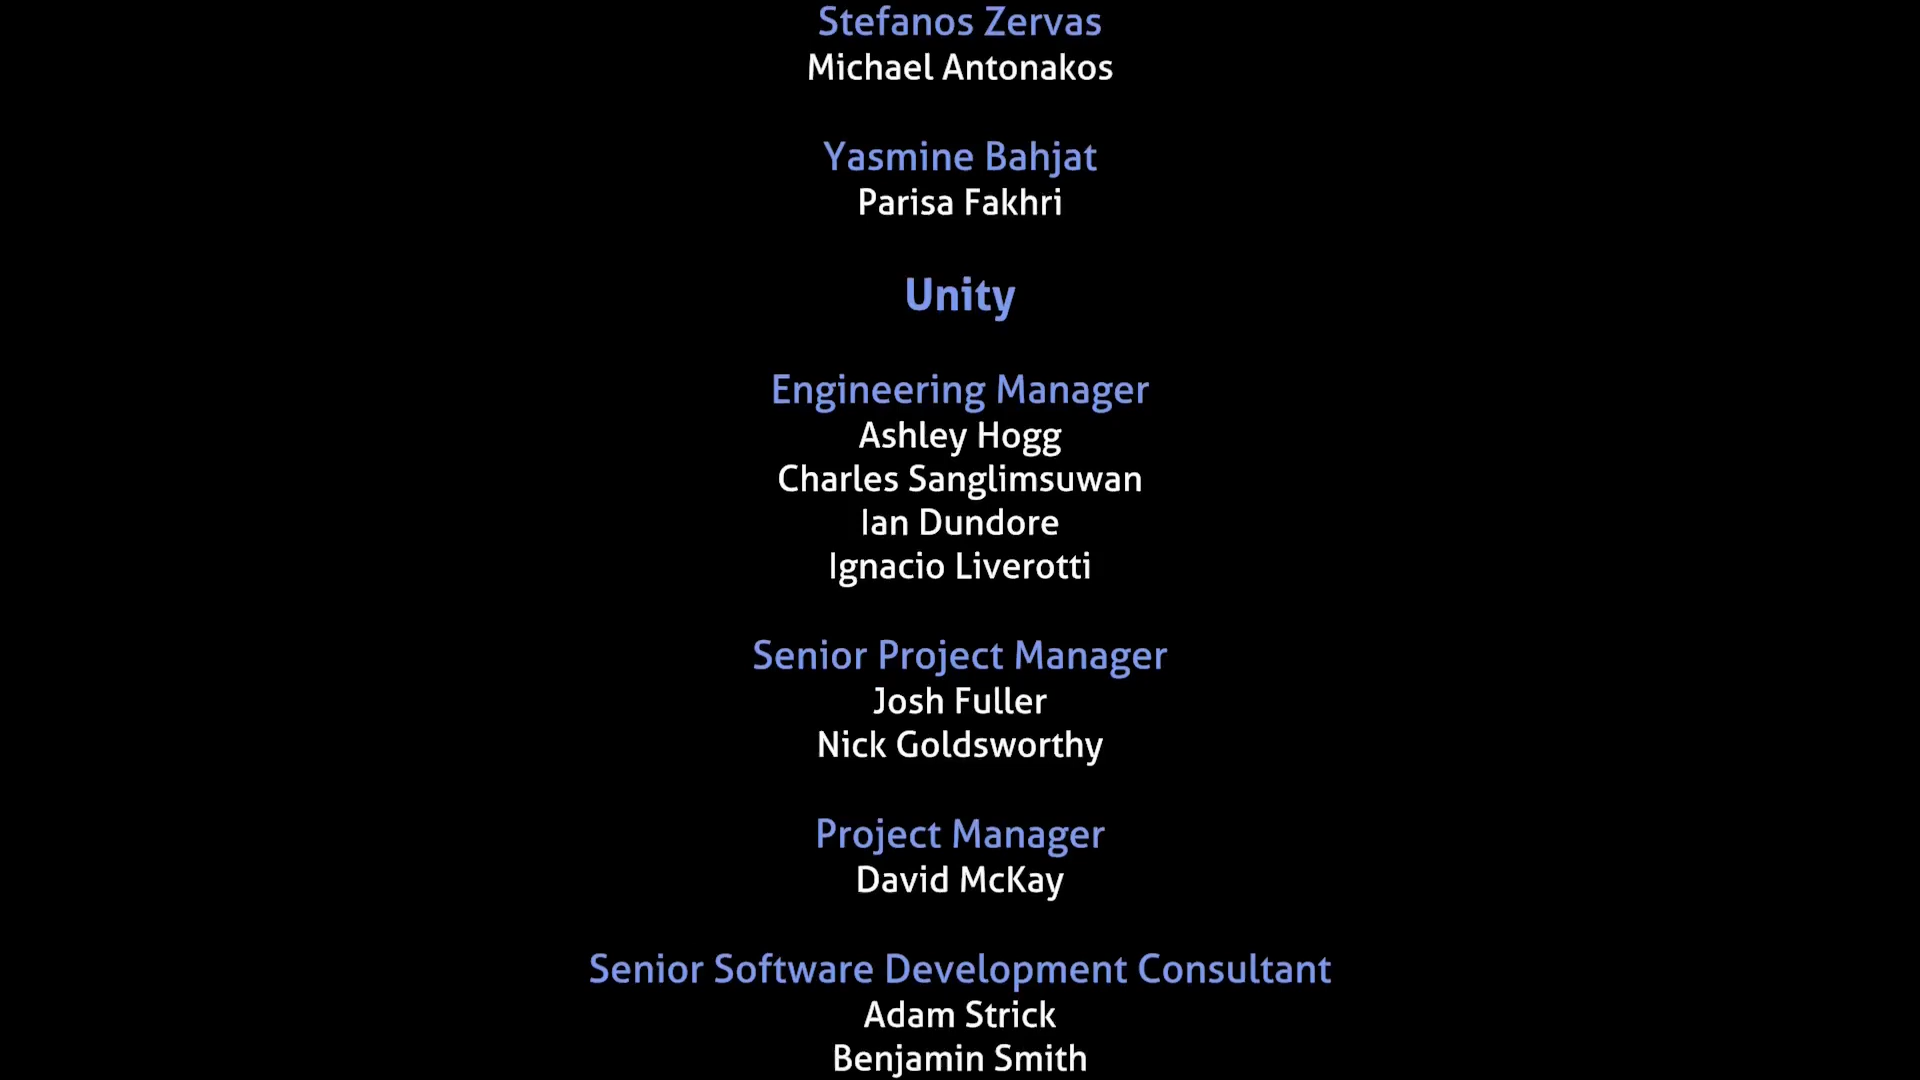 Stefanos Zervas
Michael Antonakos
Yasmine Bahjat
Parisa Fakhri
Unity
Engineering Manager
Ashley Hogg
Charles Sanglimsuwan
Ian Dundore
Ignacio Liverotti
Senior Project Manager
Josh Fuller
Nick Goldsworthy
Project Manager
David McKay
Senior Software Development Consultant
Adam Strick
Benjamin Smith